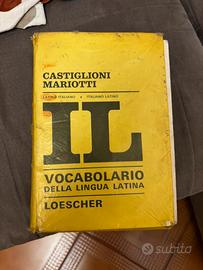 CASTIGLIONI
MARIOTTI
LATINO ITALIANO • ITALIANO LATINO
IL
VOCABOLARIO
DELLA LINGUA LATINA
LOESCHER
subito